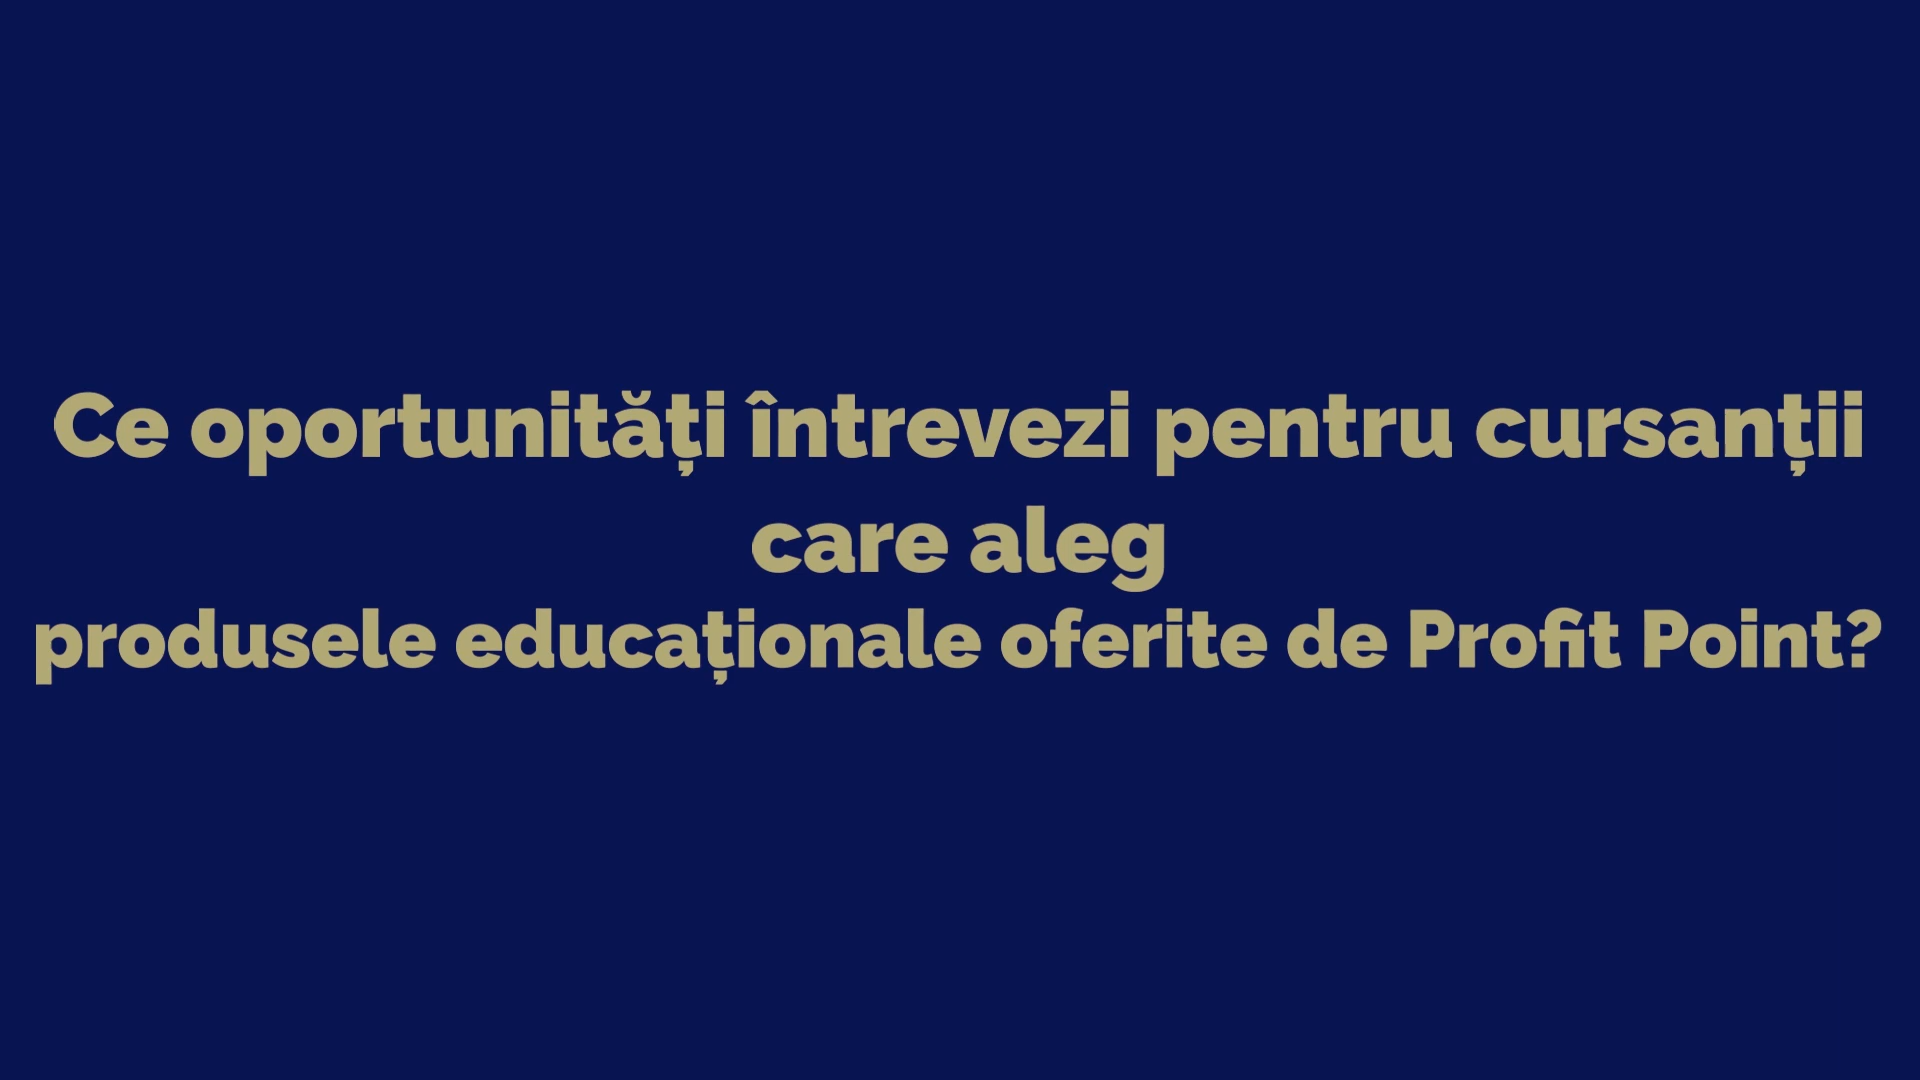 Ce oportunități întrevezi pentru cursanții
care aleg
produsele educaționale oferite de Profit Point?